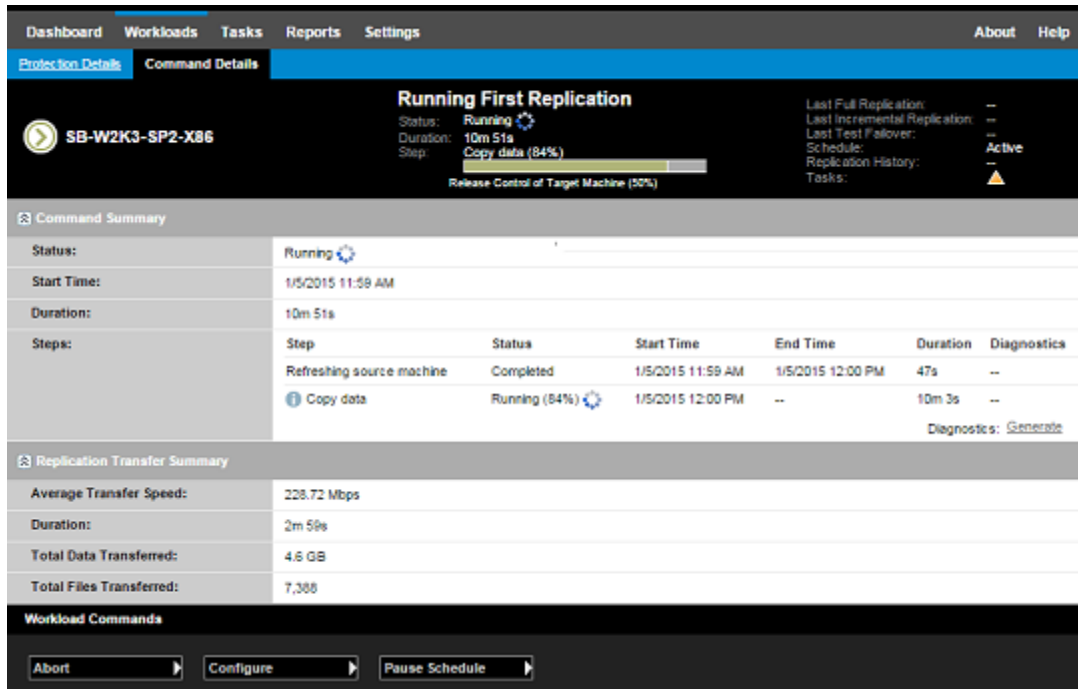 Dashboard Workloads Tasks Reports Settings About Help
Protection Details Command Details
Running First Replication
SB-W2K3-SP2-X86
Status: Running
Duration: 10m 51s
Step: Copy data (84%)
Release Control of Target Machine (50%)
Last Full Replication: --
Last Incremental Replication: --
Last Test Failover: --
Schedule: Active
Replication History: --
Tasks:
Command Summary
Status: Running
Start Time: 1/5/2015 11:59 AM
Duration: 10m 51s
Steps: Step Status Start Time End Time Duration Diagnostics
Refreshing source machine Completed 1/5/2015 11:59 AM 1/5/2015 12:00 PM 47s --
Copy data Running (84%) 1/5/2015 12:00 PM -- 10m 3s --
Diagnostics: Generate
Replication Transfer Summary
Average Transfer Speed: 228.72 Mbps
Duration: 2m 59s
Total Data Transferred: 4.6 GB
Total Files Transferred: 7,388
Workload Commands
Abort Configure Pause Schedule